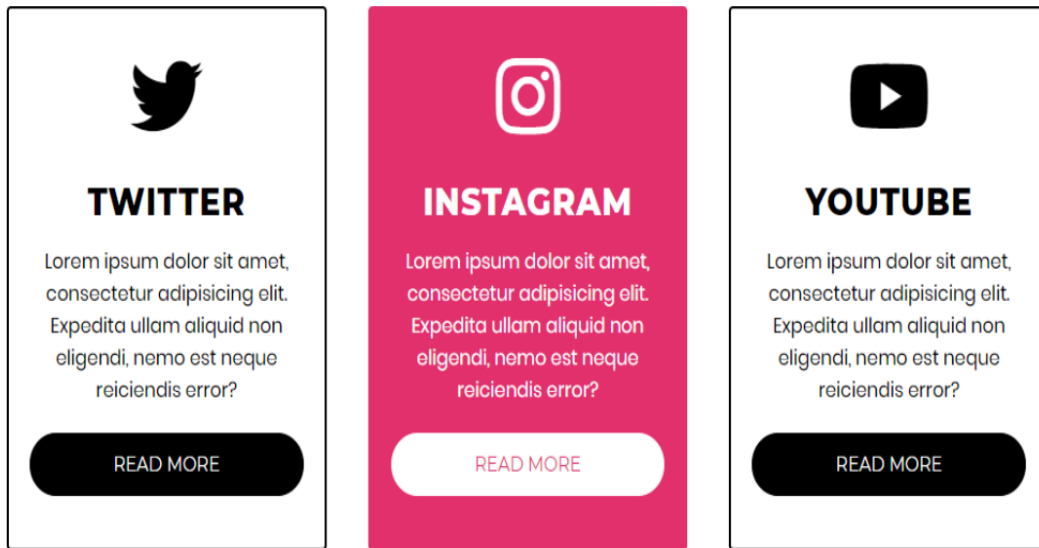 TWITTER
Lorem ipsum dolor sit amet,
consectetur adipisicing elit.
Expedita ullam aliquid non
eligendi, nemo est neque
reiciendis error?
READ MORE
INSTAGRAM
Lorem ipsum dolor sit amet,
consectetur adipisicing elit.
Expedita ullam aliquid non
eligendi, nemo est neque
reiciendis error?
READ MORE
YOUTUBE
Lorem ipsum dolor sit amet,
consectetur adipisicing elit.
Expedita ullam aliquid non
eligendi, nemo est neque
reiciendis error?
READ MORE